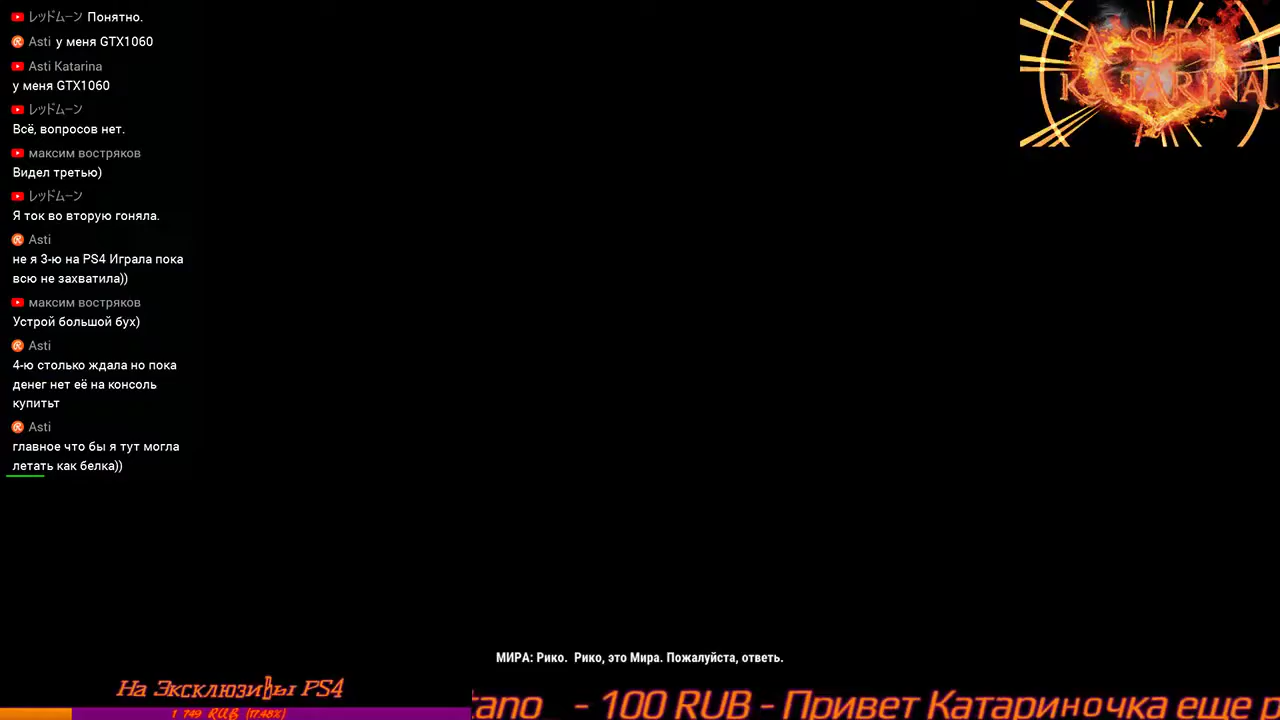 レッドムーン Понятно.
Asti у меня GTX1060
Asti Katarina
у меня GTX1060
レッドムーン
Всё, вопросов нет.
максим востряков
Видел третью)
レッドムーン
Я ток во вторую гоняла.
Asti
не я 3-ю на PS4 Играла пока
всю не захватила))
максим востряков
Устрой большой бух)
Asti
4-ю столько ждала но пока
денег нет её на консоль
купитьт
Asti
главное что бы я тут могла
летать как белка))
ASTI
KATARINA
МИРА: Рико.  Рико, это Мира. Пожалуйста, ответь.
На Эксклюзивы PS4
1 749 RUB (17.48%)
tano - 100 RUB - Привет Катариночка еще р